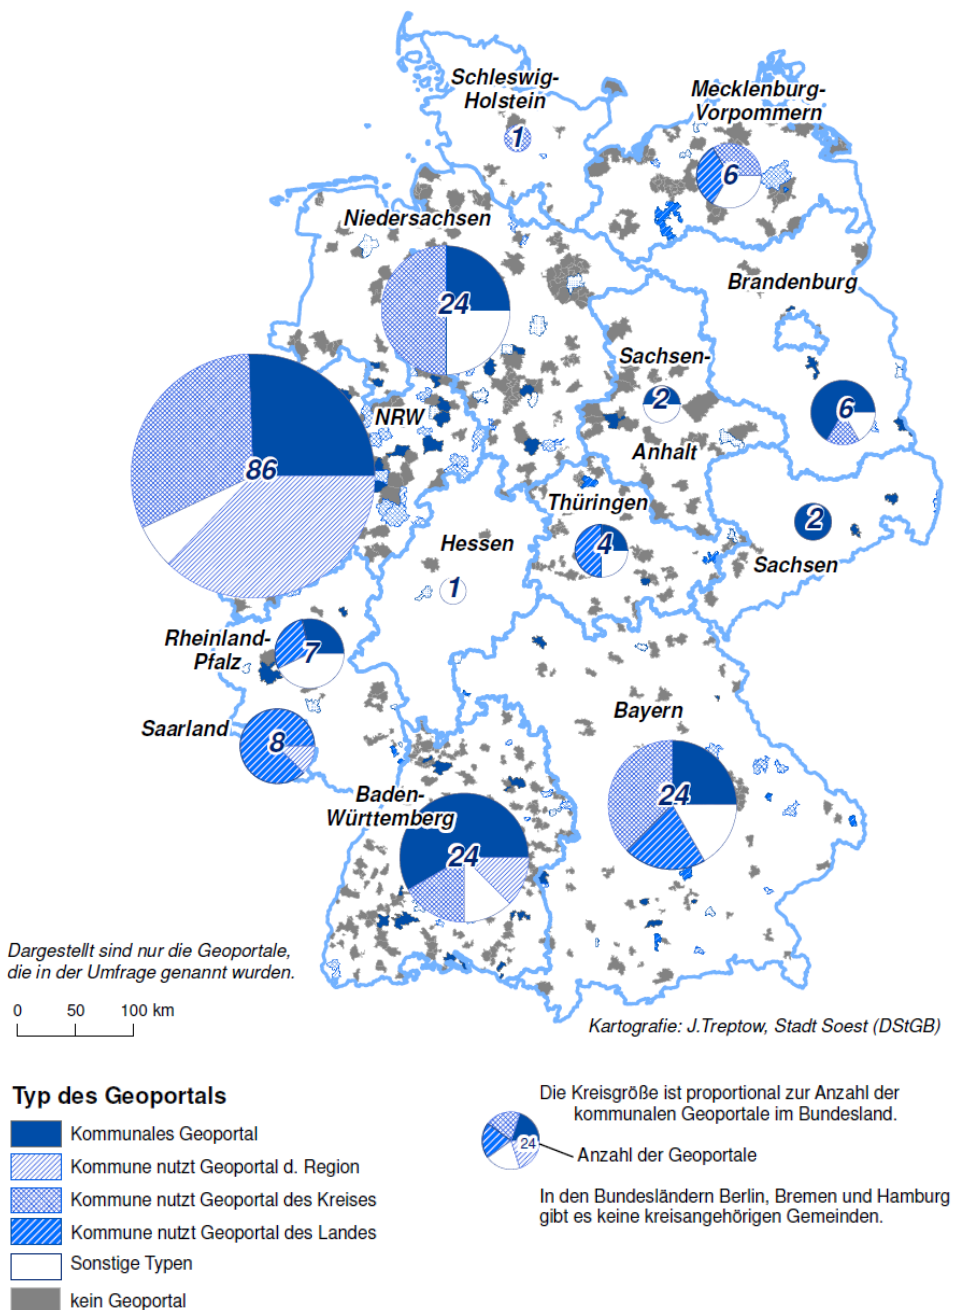 Schleswig-
Holstein
1
Mecklenburg-
Vorpommern
6
Niedersachsen
24
Brandenburg
6
Sachsen-
2
Anhalt
NRW
86
Thüringen
4
2
Sachsen
Hessen
1
Rheinland-
Pfalz
7
Saarland
8
Bayern
24
Baden-
Württemberg
24
Dargestellt sind nur die Geoportale,
die in der Umfrage genannt wurden.
0 50 100 km
Kartografie: J.Treptow, Stadt Soest (DStGB)
Typ des Geoportals
Kommunales Geoportal
Kommune nutzt Geoportal d. Region
Kommune nutzt Geoportal des Kreises
Kommune nutzt Geoportal des Landes
Sonstige Typen
kein Geoportal
Die Kreisgröße ist proportional zur Anzahl der
kommunalen Geoportale im Bundesland.
24
Anzahl der Geoportale
In den Bundesländern Berlin, Bremen und Hamburg
gibt es keine kreisangehörigen Gemeinden.